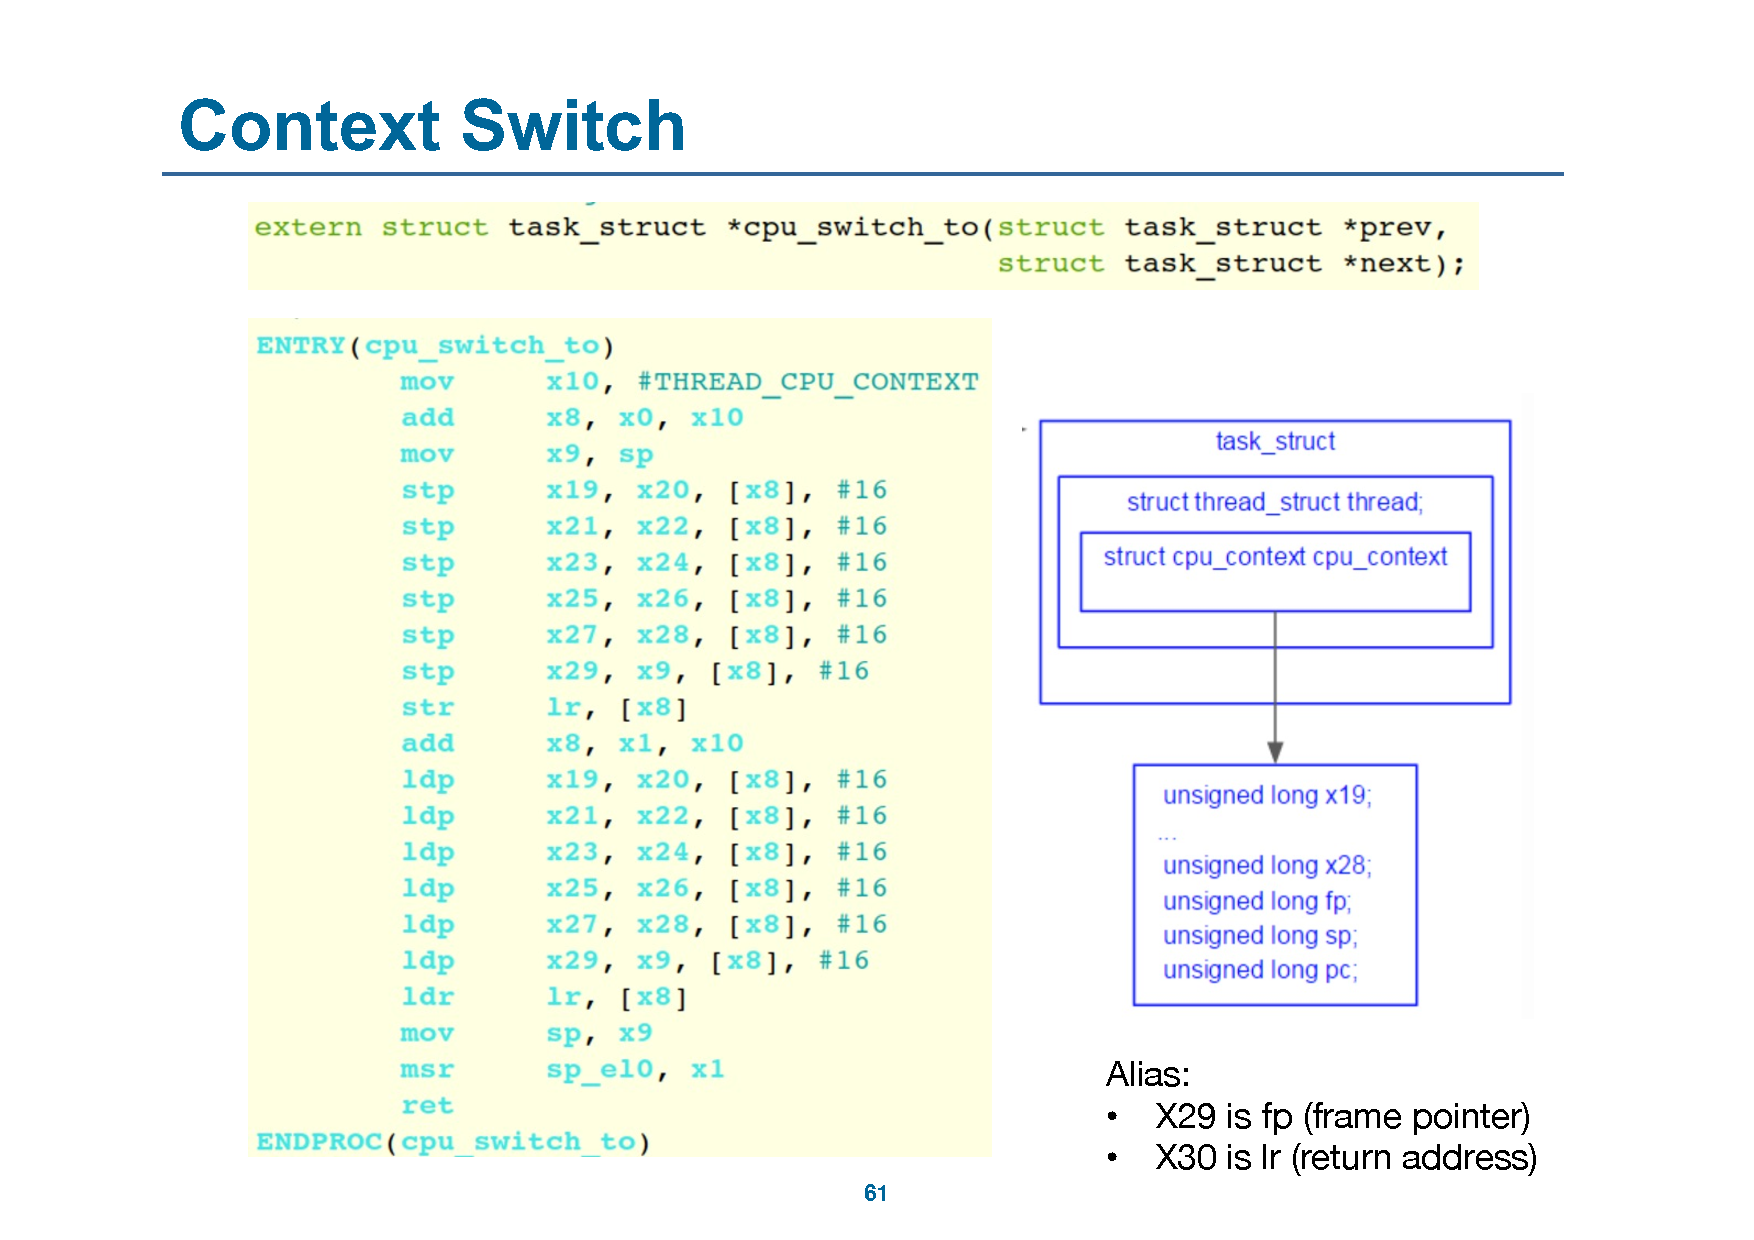 Context Switch
extern struct task_struct *cpu_switch_to(struct task_struct *prev,
struct task_struct *next);
ENTRY(cpu_switch_to)
mov x10, #THREAD_CPU_CONTEXT
add x8, x0, x10
mov x9, sp
stp x19, x20, [x8], #16
stp x21, x22, [x8], #16
stp x23, x24, [x8], #16
stp x25, x26, [x8], #16
stp x27, x28, [x8], #16
stp x29, x9, [x8], #16
str lr, [x8]
add x8, x1, x10
ldp x19, x20, [x8], #16
ldp x21, x22, [x8], #16
ldp x23, x24, [x8], #16
ldp x25, x26, [x8], #16
ldp x27, x28, [x8], #16
ldp x29, x9, [x8], #16
ldr lr, [x8]
mov sp, x9
msr sp_el0, x1
ret
ENDPROC(cpu_switch_to)
task_struct
struct thread_struct thread;
struct cpu_context cpu_context
unsigned long x19;
...
unsigned long x28;
unsigned long fp;
unsigned long sp;
unsigned long pc;
Alias:
• X29 is fp (frame pointer)
• X30 is lr (return address)
61